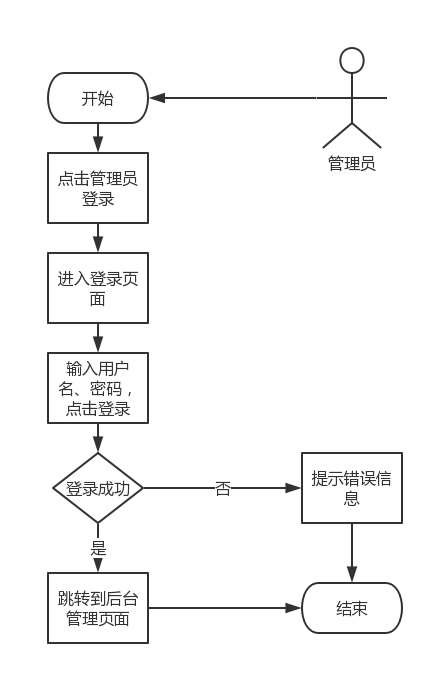 开始
管理员
点击管理员
登录
进入登录页
面
输入用户
名、密码，
点击登录
登录成功
否
提示错误信
息
是
跳转到后台
管理页面
结束